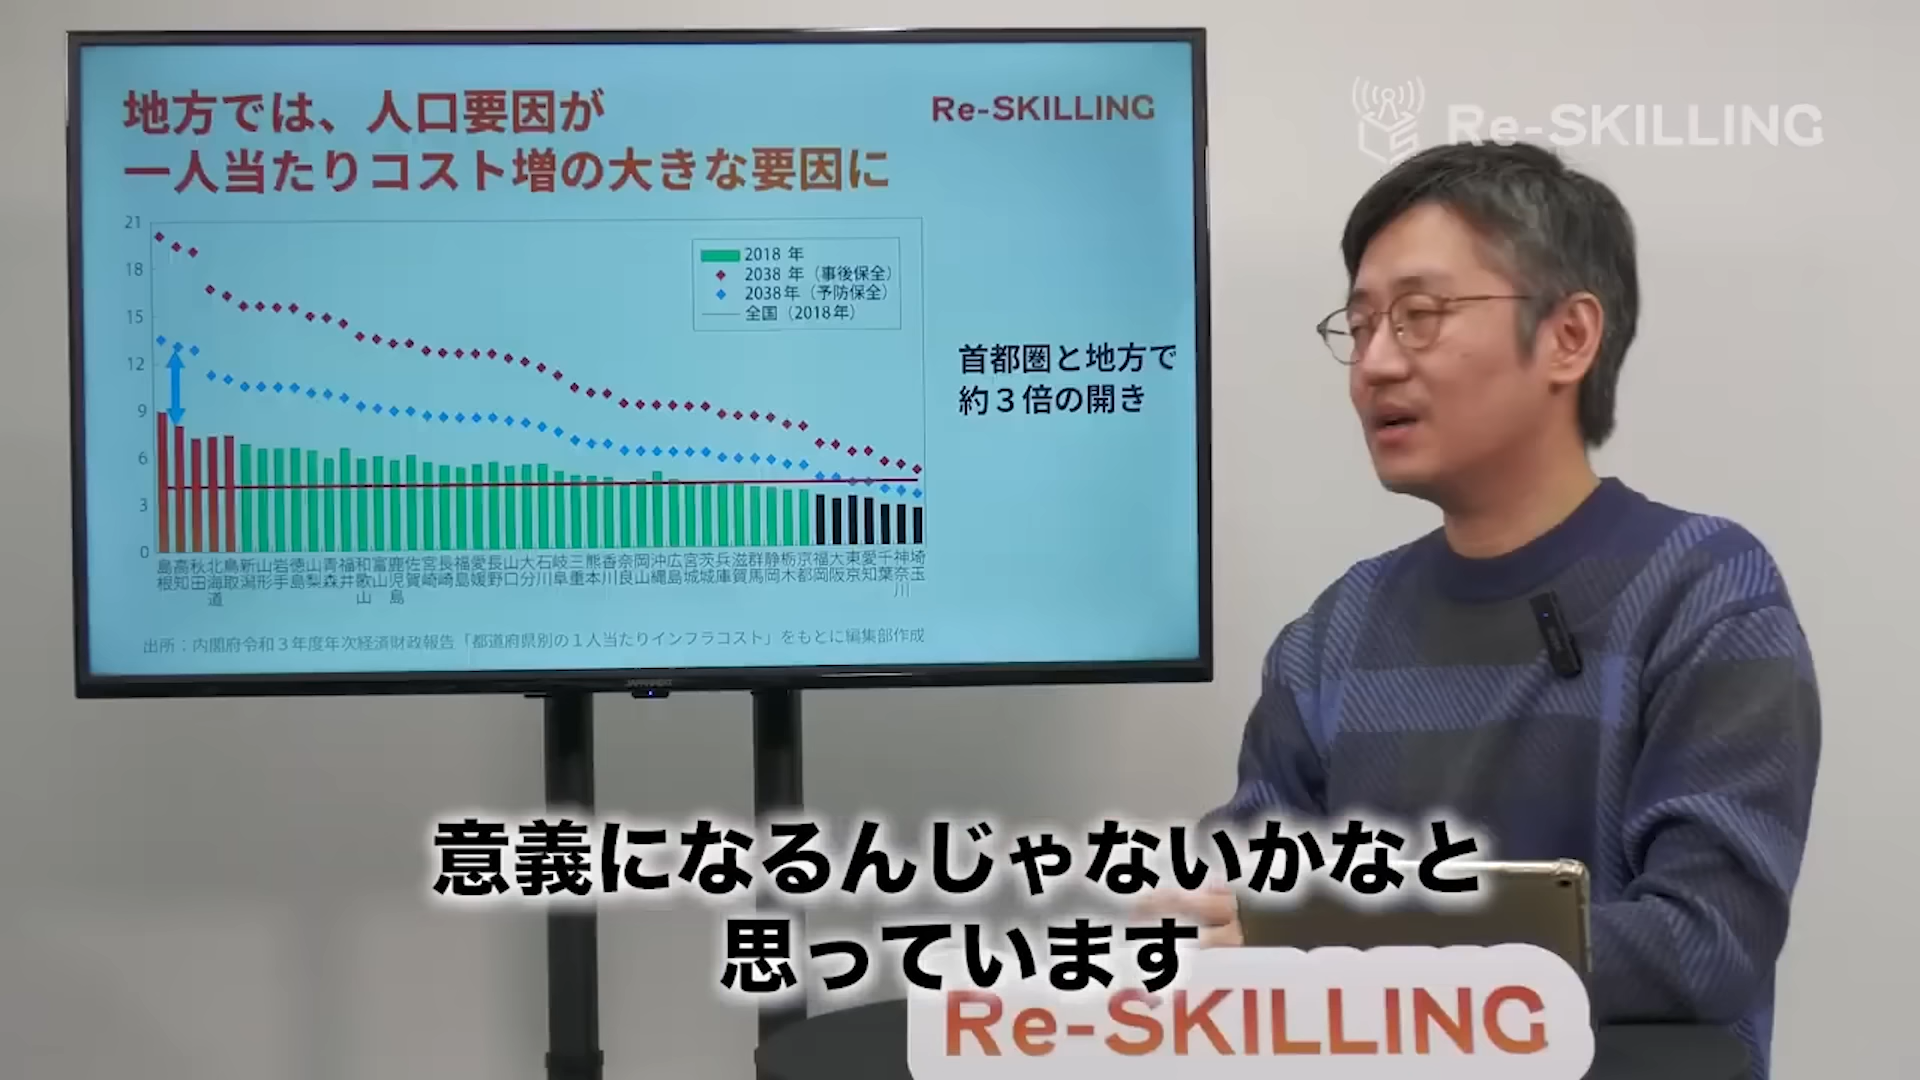 地方では、人口要因が
一人当たりコスト増の大きな要因に
Re-SKILLING
Re-SKILLING
21
18
15
12
9
6
3
0
2018 年
2038 年（事後保全）
2038年（予防保全）
全国（2018年）
首都圏と地方で
約３倍の開き
島根 高知 秋田 北海道 鳥取 新潟 山形 岩手 徳島 山梨 青森 福井 和歌山 富山 鹿児島 佐賀 宮崎 長崎 福島 愛媛 長野 山口 大分 石川 岐阜 三重 熊本 香川 奈良 岡山 沖縄 広島 宮城 茨城 兵庫 滋賀 群馬 静岡 栃木 京都 福岡 大阪 東京 愛知 千葉 神奈川 埼玉
出所：内閣府令和３年度年次経済財政報告「都道府県別の１人当たりインフラコスト」をもとに編集部作成
意義になるんじゃないかなと
思っています
Re-SKILLING